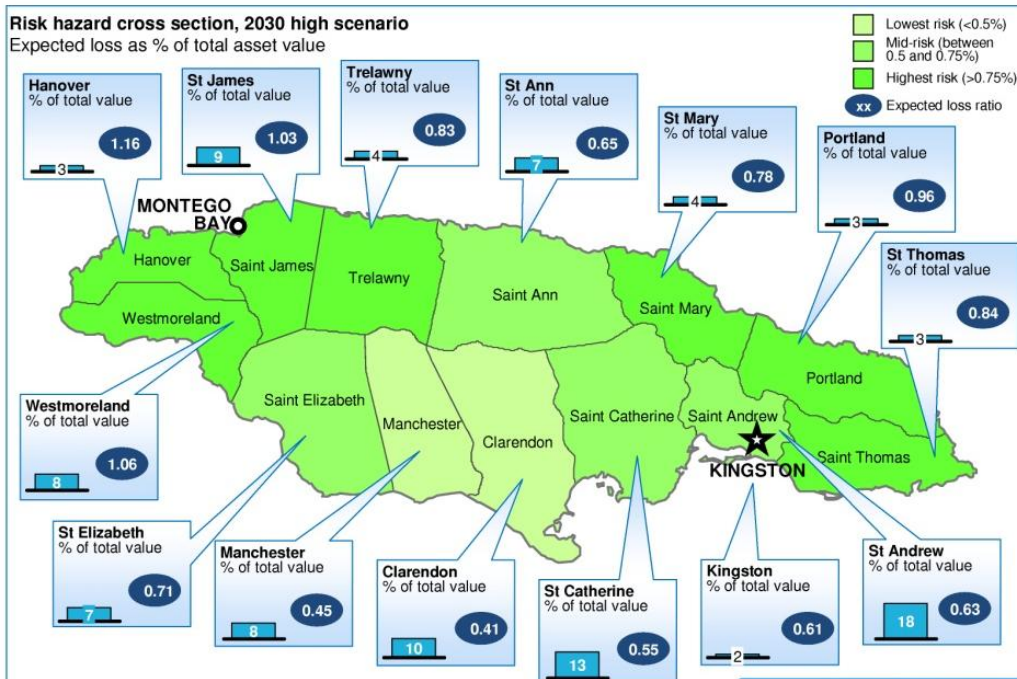 Risk hazard cross section, 2030 high scenario
Expected loss as % of total asset value
Lowest risk (<0.5%)
Mid-risk (between
0.5 and 0.75%)
Highest risk (>0.75%)
xx Expected loss ratio
Hanover
% of total value
1.16
3
St James
% of total value
1.03
9
Trelawny
% of total value
0.83
4
St Ann
% of total value
0.65
7
St Mary
% of total value
0.78
4
Portland
% of total value
0.96
3
St Thomas
% of total value
0.84
3
MONTEGO
BAY
Hanover
Saint James
Trelawny
Saint Ann
Saint Mary
Westmoreland
Portland
Saint Elizabeth
Manchester
Clarendon
Saint Catherine
Saint Andrew
Saint Thomas
KINGSTON
Westmoreland
% of total value
1.06
8
St Elizabeth
% of total value
0.71
7
Manchester
% of total value
0.45
8
Clarendon
% of total value
0.41
10
St Catherine
% of total value
0.55
13
Kingston
% of total value
0.61
2
St Andrew
% of total value
0.63
18